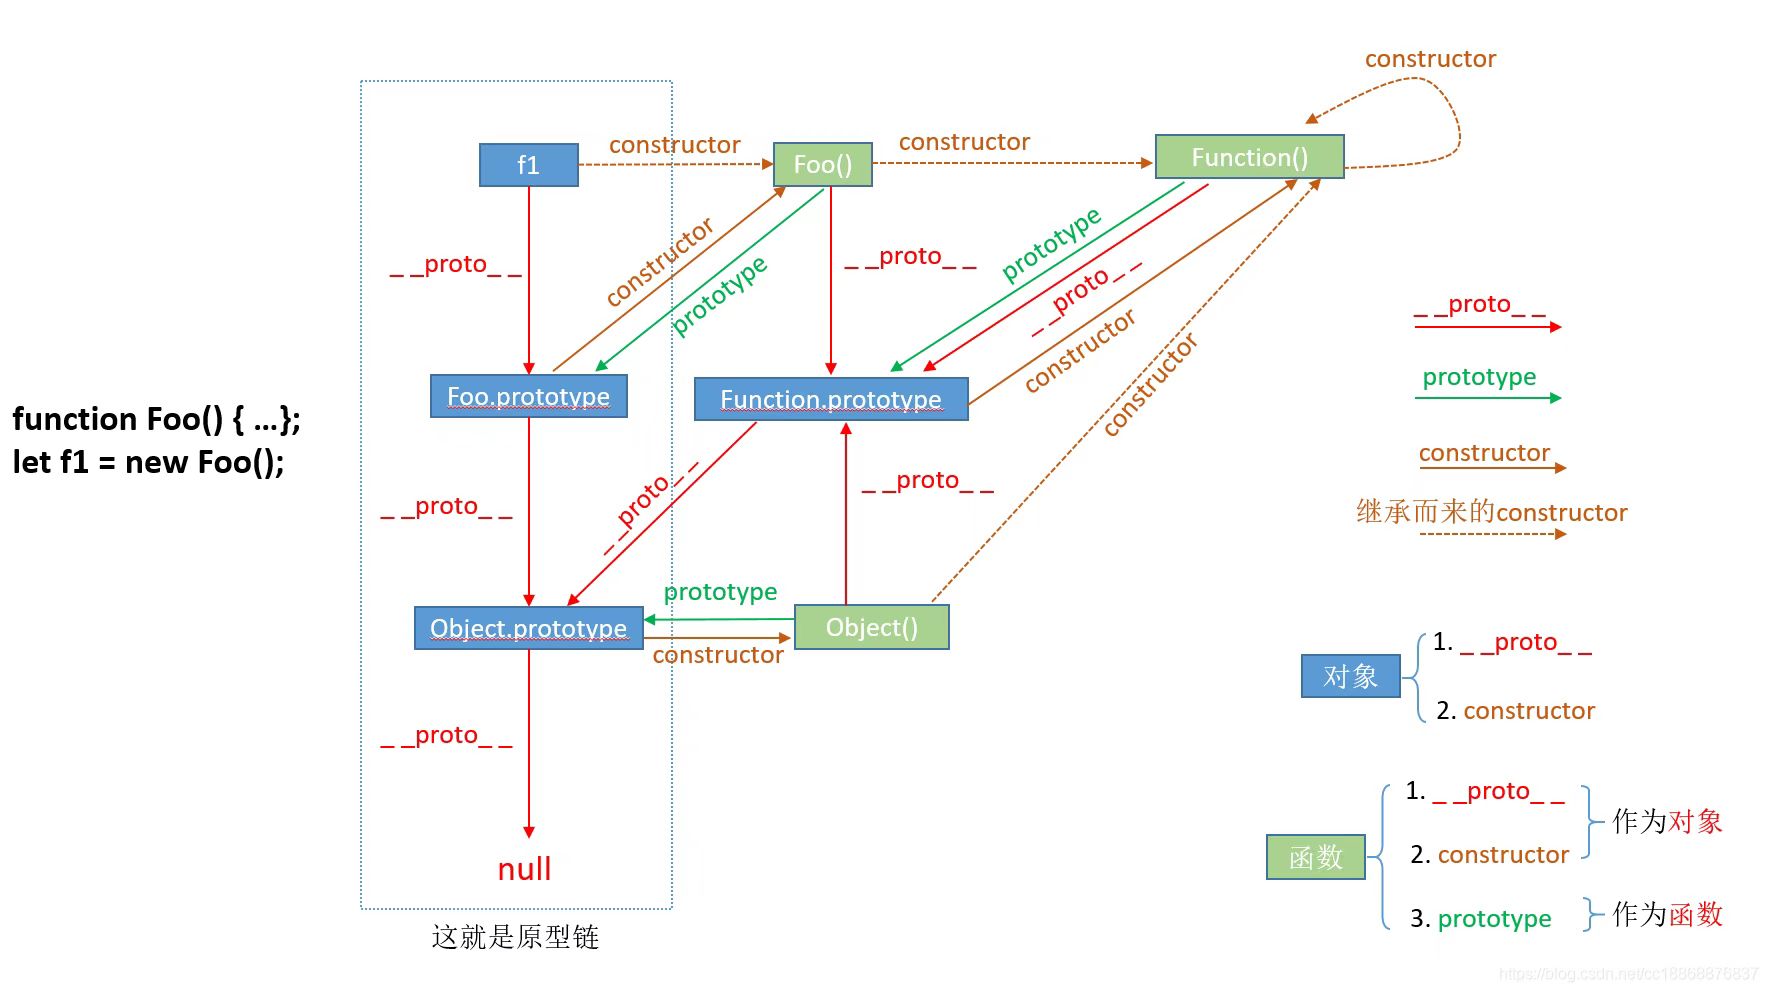 constructor
f1
constructor
Foo()
constructor
Function()
_ _proto_ _
constructor
prototype
_ _proto_ _
prototype
_ _proto_ _
constructor
constructor
_ _proto_ _
prototype
constructor
继承而来的constructor
function Foo() { ...};
let f1 = new Foo();
Foo.prototype
Function.prototype
_ _proto_ _
_ _proto_ _
_ _proto_ _
prototype
Object.prototype
constructor
Object()
_ _proto_ _
null
这就是原型链
对象
1. _ _proto_ _
2. constructor
函数
1. _ _proto_ _
2. constructor
作为对象
3. prototype
作为函数
https://blog.csdn.net/cc18868876837